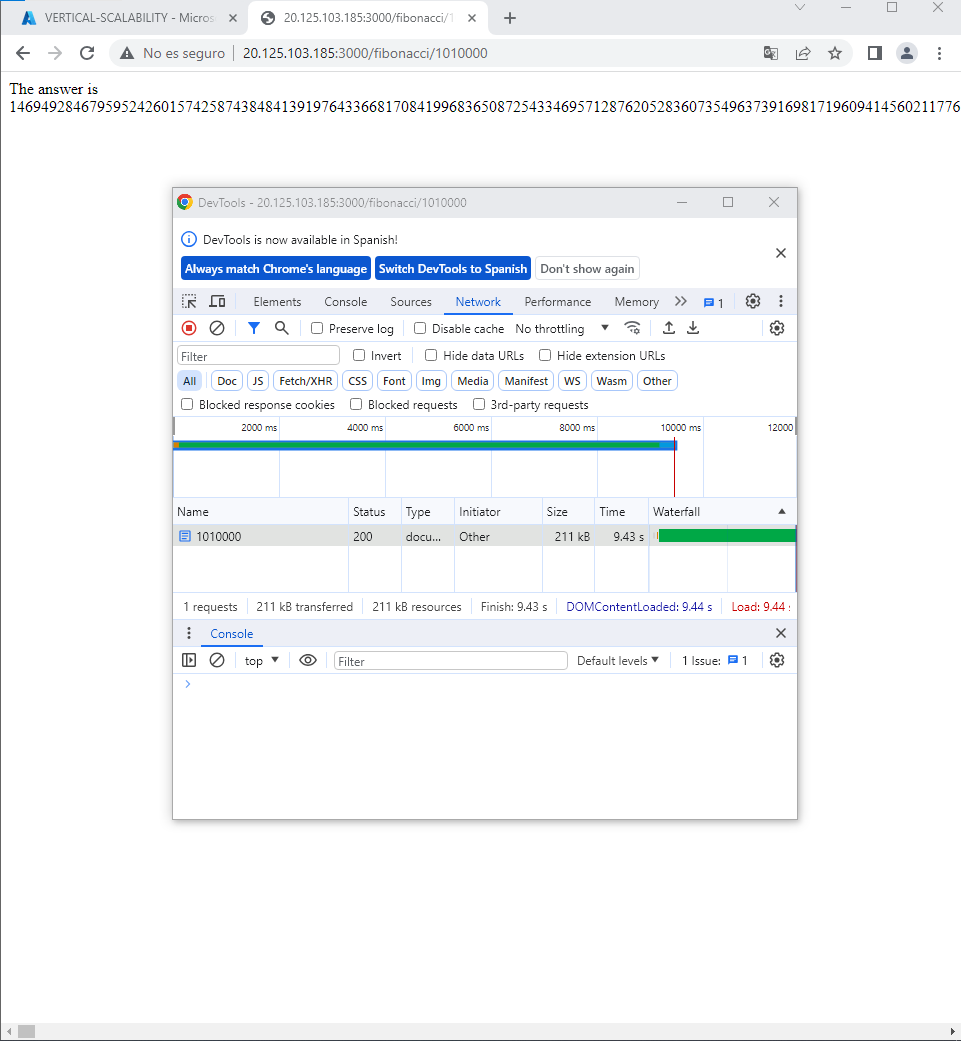 VERTICAL-SCALABILITY - Micros
20.125.103.185:3000/fibonacci/1
No es seguro
20.125.103.185:3000/fibonacci/1010000
The answer is
DevTools - 20.125.103.185:3000/fibonacci/1010000
DevTools is now available in Spanish!
Always match Chrome's language Switch DevTools to Spanish Don't show again
Elements Console Sources Network Performance Memory 1
Preserve log Disable cache No throttling
Filter Invert Hide data URLs Hide extension URLs
All Doc JS Fetch/XHR CSS Font Img Media Manifest WS Wasm Other
Blocked response cookies Blocked requests 3rd-party requests
2000 ms 4000 ms 6000 ms 8000 ms 10000 ms 12000
Name Status Type Initiator Size Time Waterfall
1010000 200 docu... Other 211 kB 9.43 s
1 requests 211 kB transferred 211 kB resources Finish: 9.43 s DOMContentLoaded: 9.44 s Load: 9.44 s
Console
top Filter Default levels 1 Issue: 1